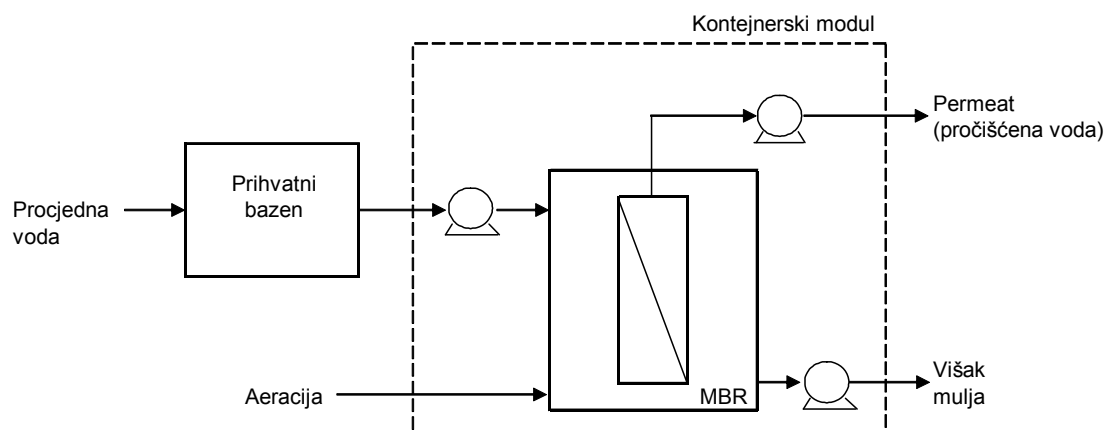 Kontejnerski modul
Permeat
(pročišćena voda)
Prihvatni
bazen
Procjedna
voda
Aeracija
MBR
Višak
mulja